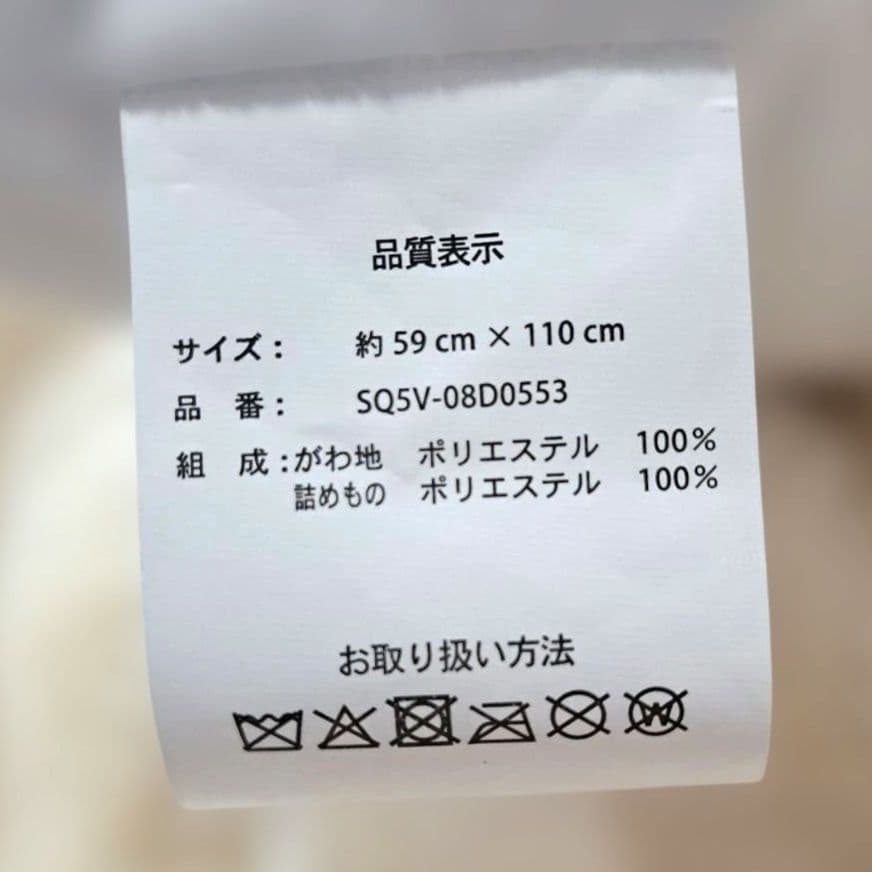 品質表示
サイズ： 約 59 cm × 110 cm
品　番： SQ5V-08D0553
組　成：がわ地　ポリエステル　100%
詰めもの　ポリエステル　100%
お取り扱い方法
W